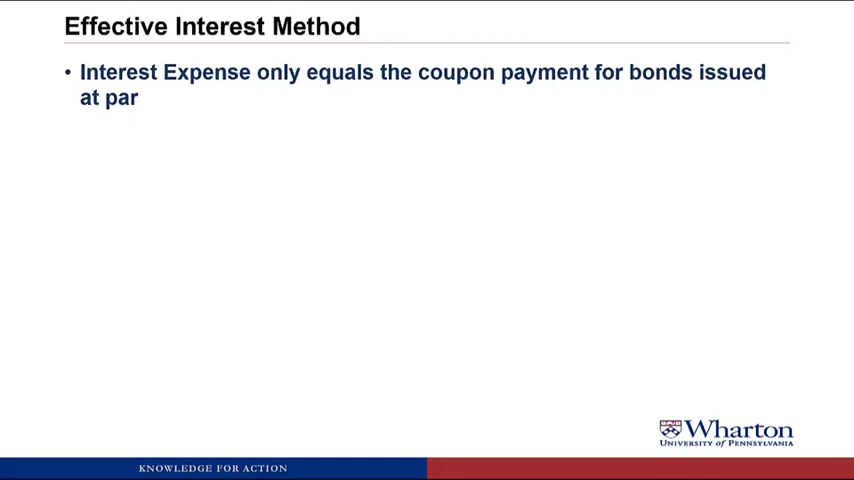 Effective Interest Method
• Interest Expense only equals the coupon payment for bonds issued
at par
Wharton
UNIVERSITY OF PENNSYLVANIA
KNOWLEDGE FOR ACTION